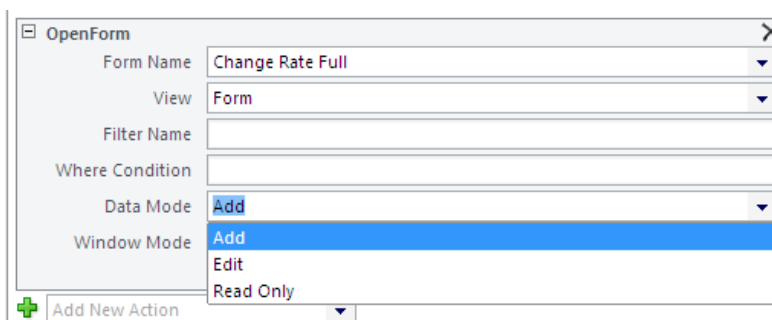 OpenForm
Form Name Change Rate Full
View Form
Filter Name
Where Condition
Data Mode Add
Window Mode Add
Edit
Read Only
Add New Action